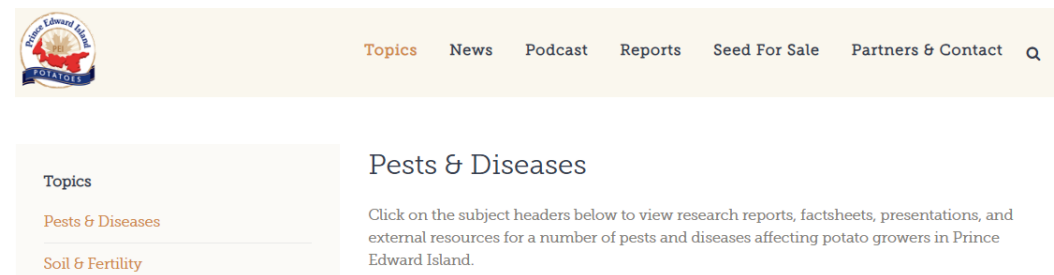 Prince Edward Island
PEI
POTATOES
Topics News Podcast Reports Seed For Sale Partners & Contact
Topics
Pests & Diseases
Soil & Fertility
Pests & Diseases
Click on the subject headers below to view research reports, factsheets, presentations, and
external resources for a number of pests and diseases affecting potato growers in Prince
Edward Island.